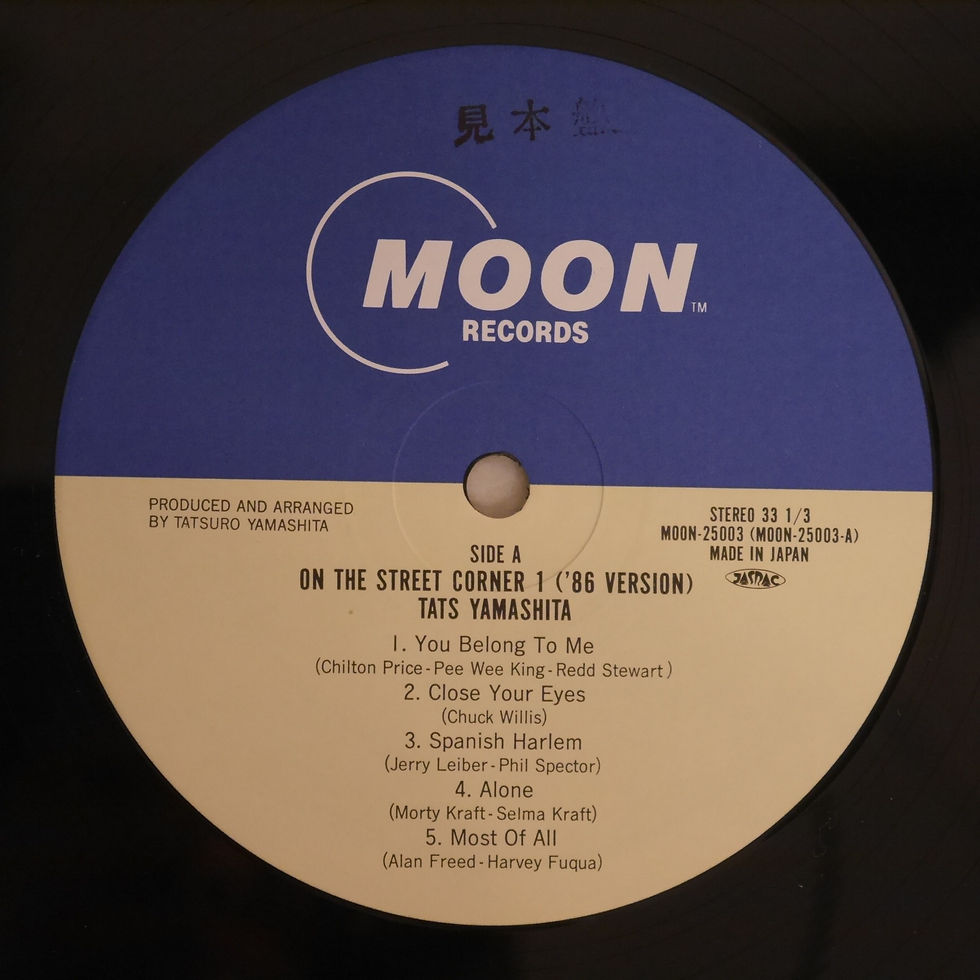 見本盤
MOON TM
RECORDS
PRODUCED AND ARRANGED
BY TATSURO YAMASHITA
STEREO 33 1/3
MOON-25003 (MOON-25003-A)
MADE IN JAPAN
JASRAC
SIDE A
ON THE STREET CORNER 1 ('86 VERSION)
TATS YAMASHITA
1. You Belong To Me
(Chilton Price-Pee Wee King-Redd Stewart)
2. Close Your Eyes
(Chuck Willis)
3. Spanish Harlem
(Jerry Leiber-Phil Spector)
4. Alone
(Morty Kraft-Selma Kraft)
5. Most Of All
(Alan Freed-Harvey Fuqua)